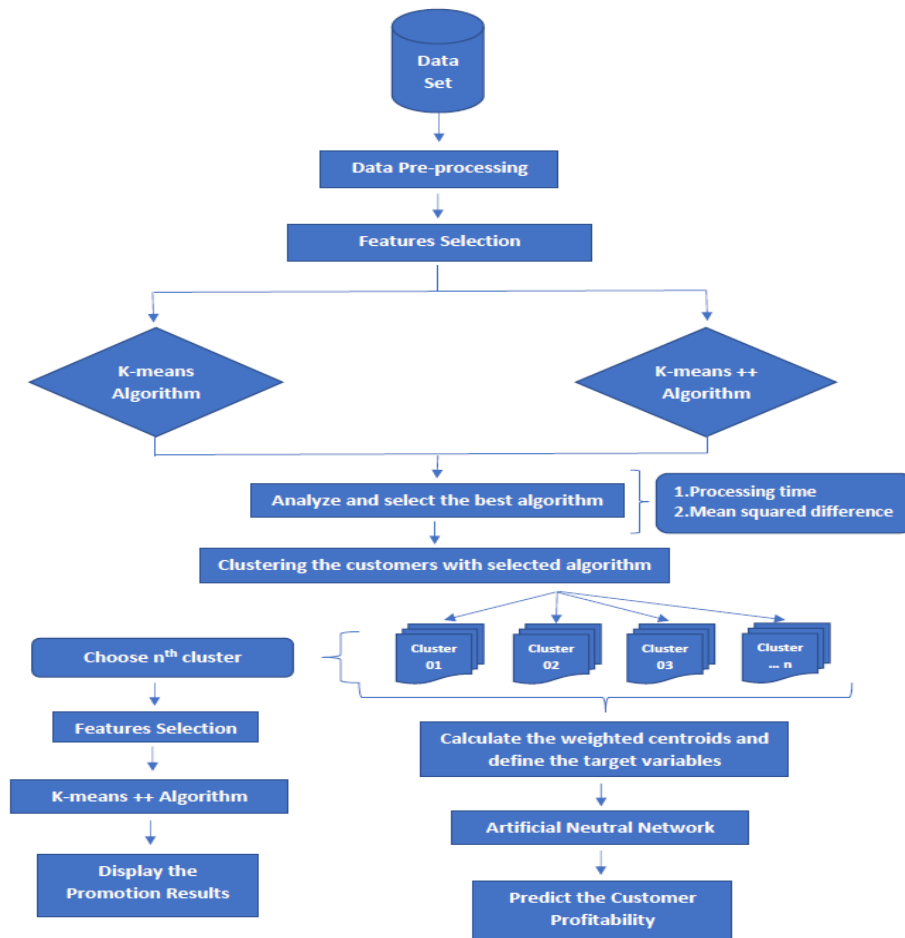 Data
Set
Data Pre-processing
Features Selection
K-means
Algorithm
K-means ++
Algorithm
Analyze and select the best algorithm
1.Processing time
2.Mean squared difference
Clustering the customers with selected algorithm
Choose nth cluster
Cluster
01
Cluster
02
Cluster
03
Cluster
... n
Features Selection
K-means ++ Algorithm
Display the
Promotion Results
Calculate the weighted centroids and
define the target variables
Artificial Neutral Network
Predict the Customer
Profitability